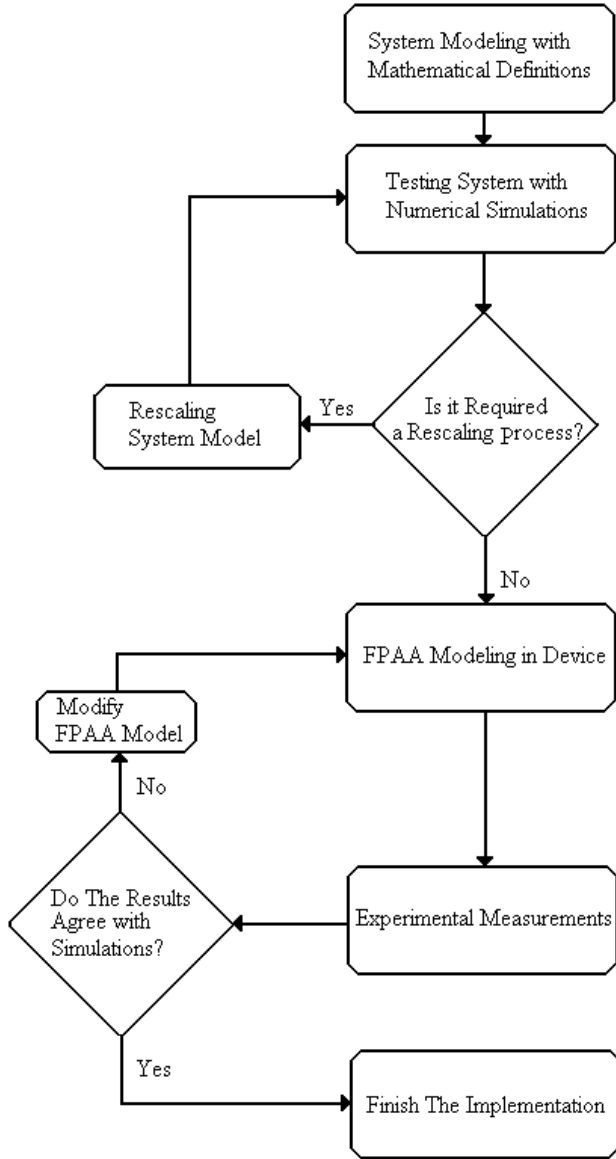 System Modeling with
Mathematical Definitions
Testing System with
Numerical Simulations
Is it Required
a Rescaling process?
Yes
Rescaling
System Model
No
FPAA Modeling in Device
Modify
FPAA Model
No
Experimental Measurements
Do The Results
Agree with
Simulations?
Yes
Finish The Implementation